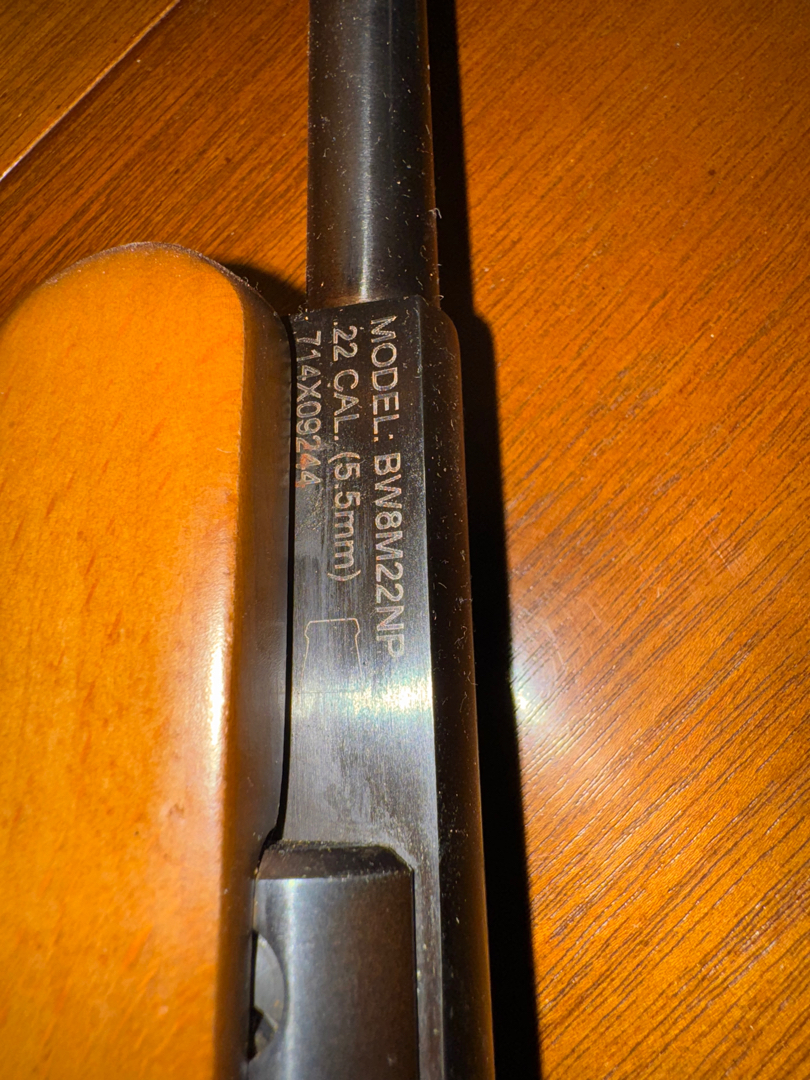 MODEL: BW8M22NP
.22 CAL. (5.5mm)
714X09244